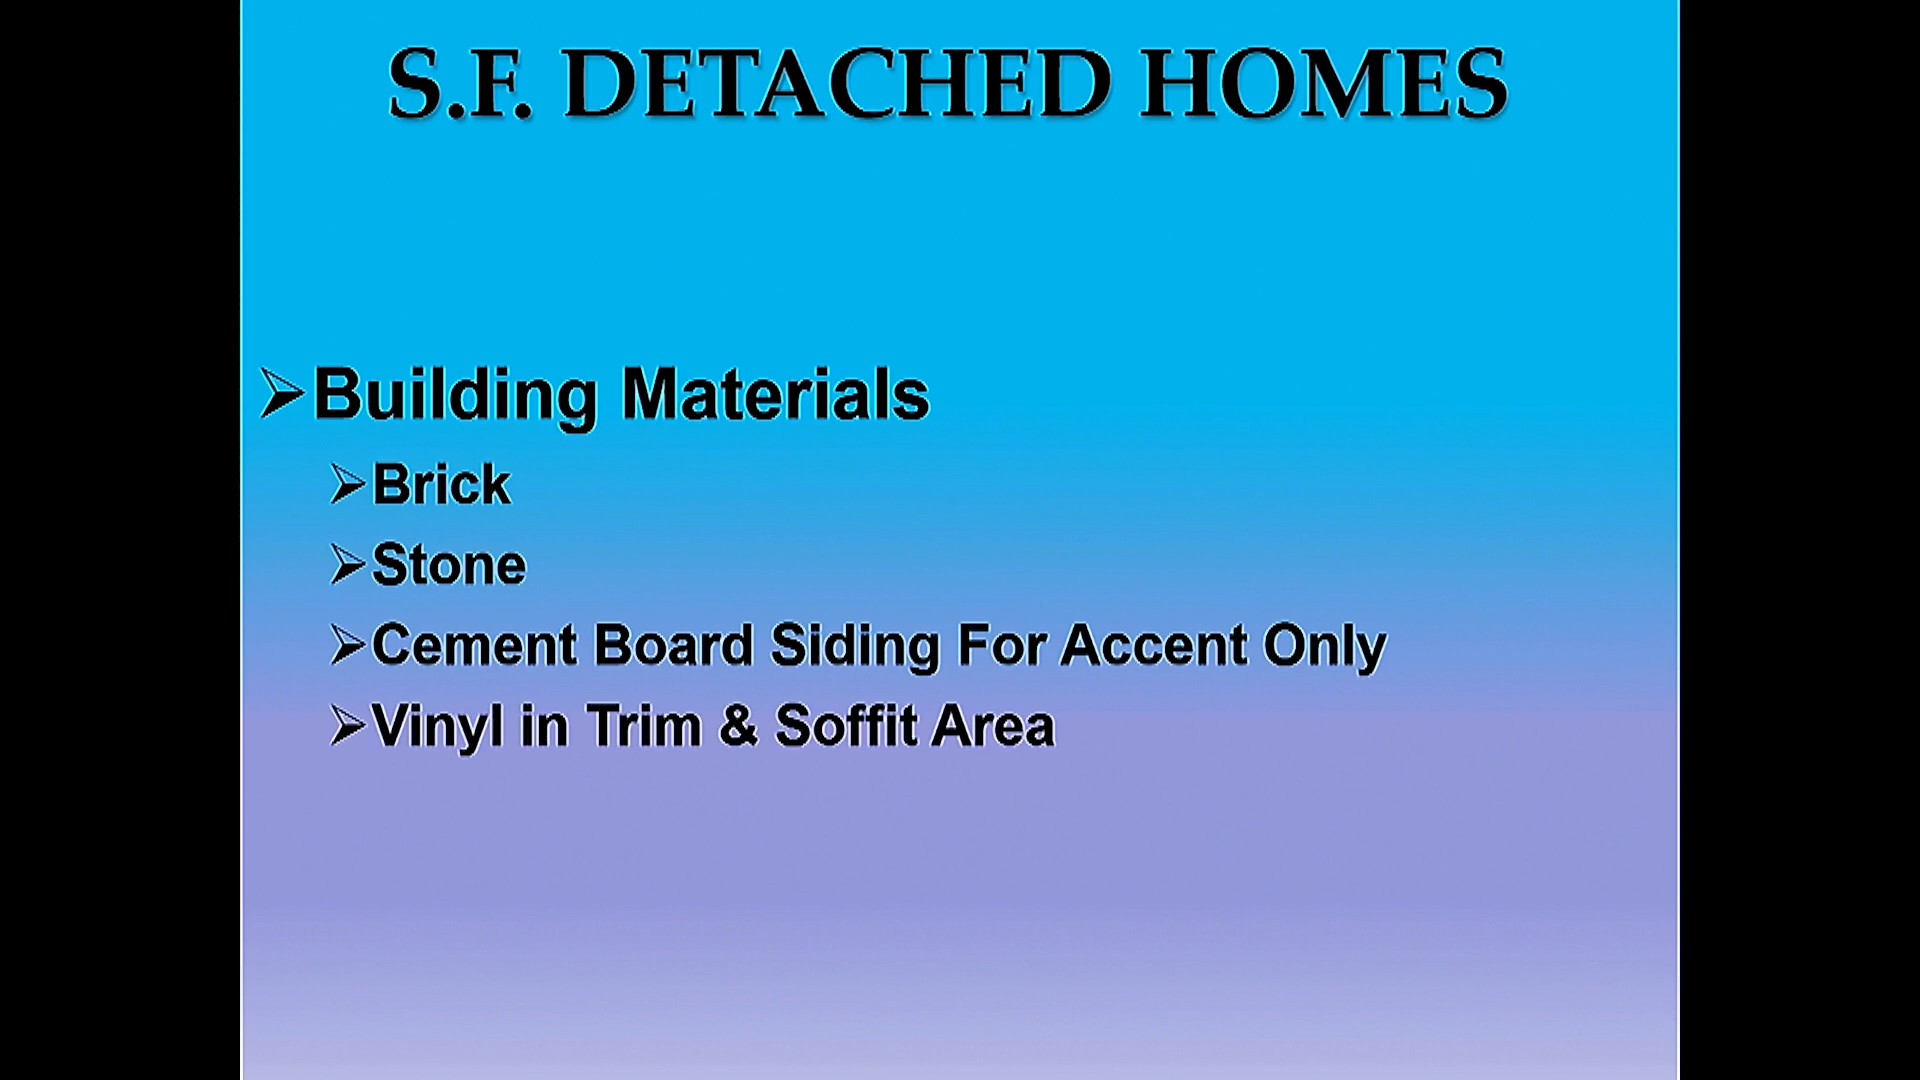 S.F. DETACHED HOMES
Building Materials
Brick
Stone
Cement Board Siding For Accent Only
Vinyl in Trim & Soffit Area